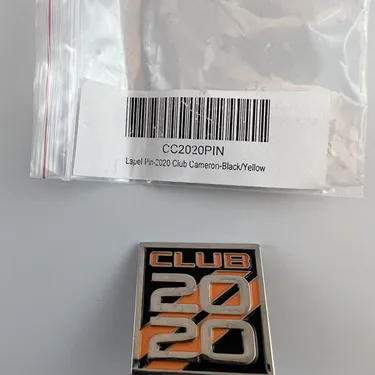 CC2020PIN
Lapel Pin-2020 Club Cameron-Black/Yellow
CLUB
20
20